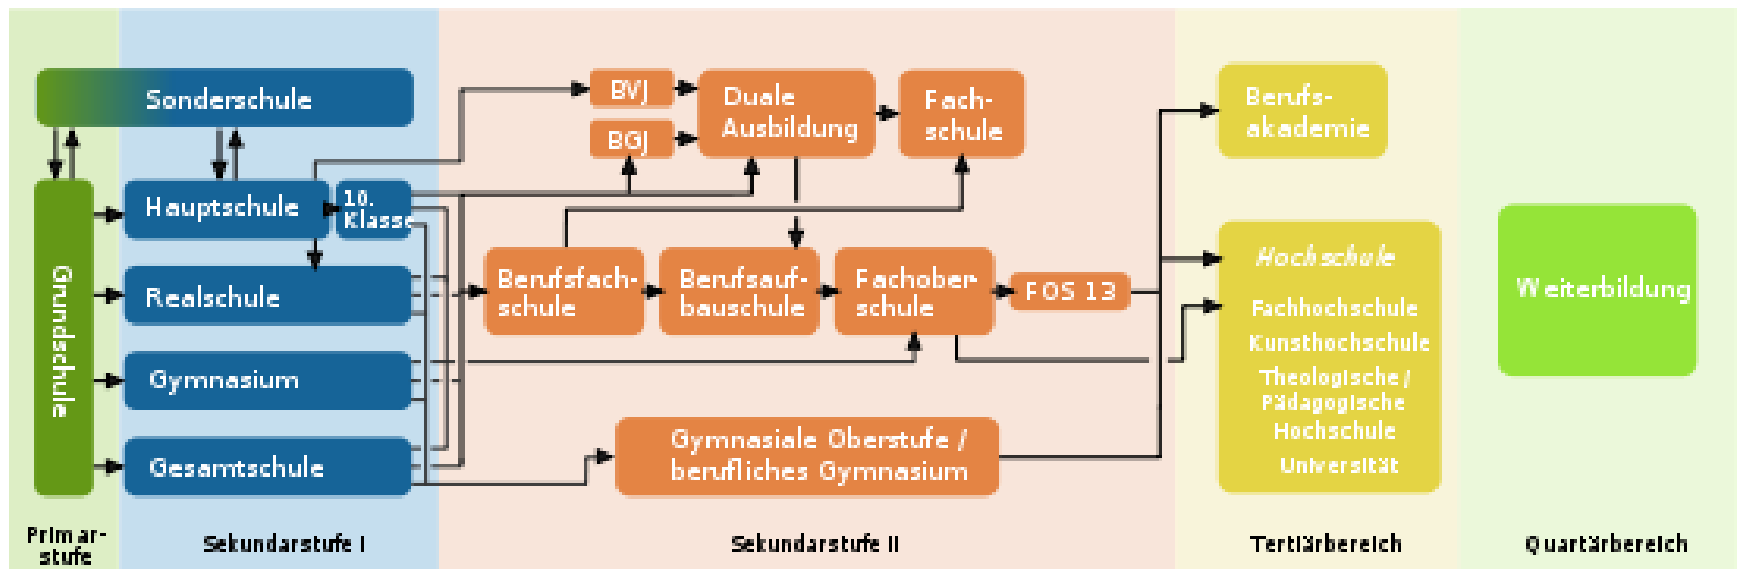 Sonderschule
Grundschule
Hauptschule
10.
Klasse
Realschule
Gymnasium
Gesamtschule
BVJ
BGJ
Duale
Ausbildung
Fach-
schule
Berufsfach-
schule
Berufsauf-
bauschule
Fachober-
schule
FOS 13
Gymnasiale Oberstufe /
berufliches Gymnasium
Berufs-
akademie
Hochschule
Fachhochschule
Kunsthochschule
Theologische /
Pädagogische
Hochschule
Universität
Weiterbildung
Primar-
stufe
Sekundarstufe I
Sekundarstufe II
Tertiärbereich
Quartärbereich